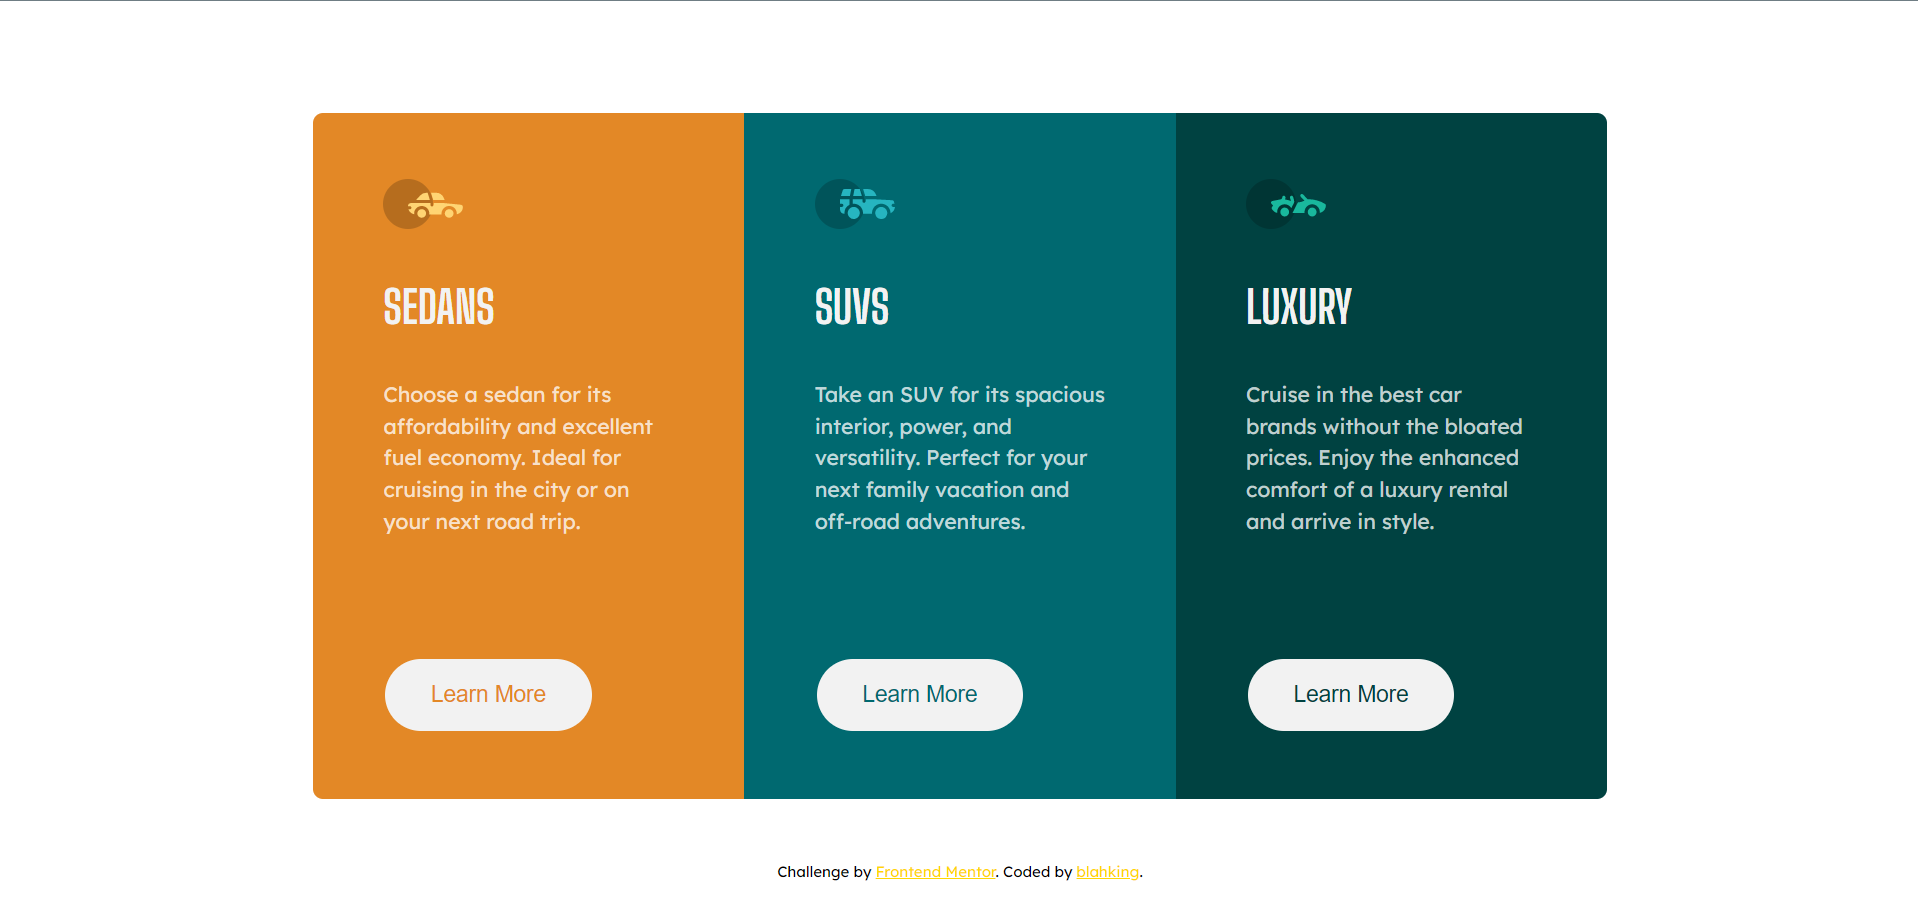 SEDANS
Choose a sedan for its
affordability and excellent
fuel economy. Ideal for
cruising in the city or on
your next road trip.
Learn More
SUVS
Take an SUV for its spacious
interior, power, and
versatility. Perfect for your
next family vacation and
off-road adventures.
Learn More
LUXURY
Cruise in the best car
brands without the bloated
prices. Enjoy the enhanced
comfort of a luxury rental
and arrive in style.
Learn More
Challenge by Frontend Mentor. Coded by blahking.